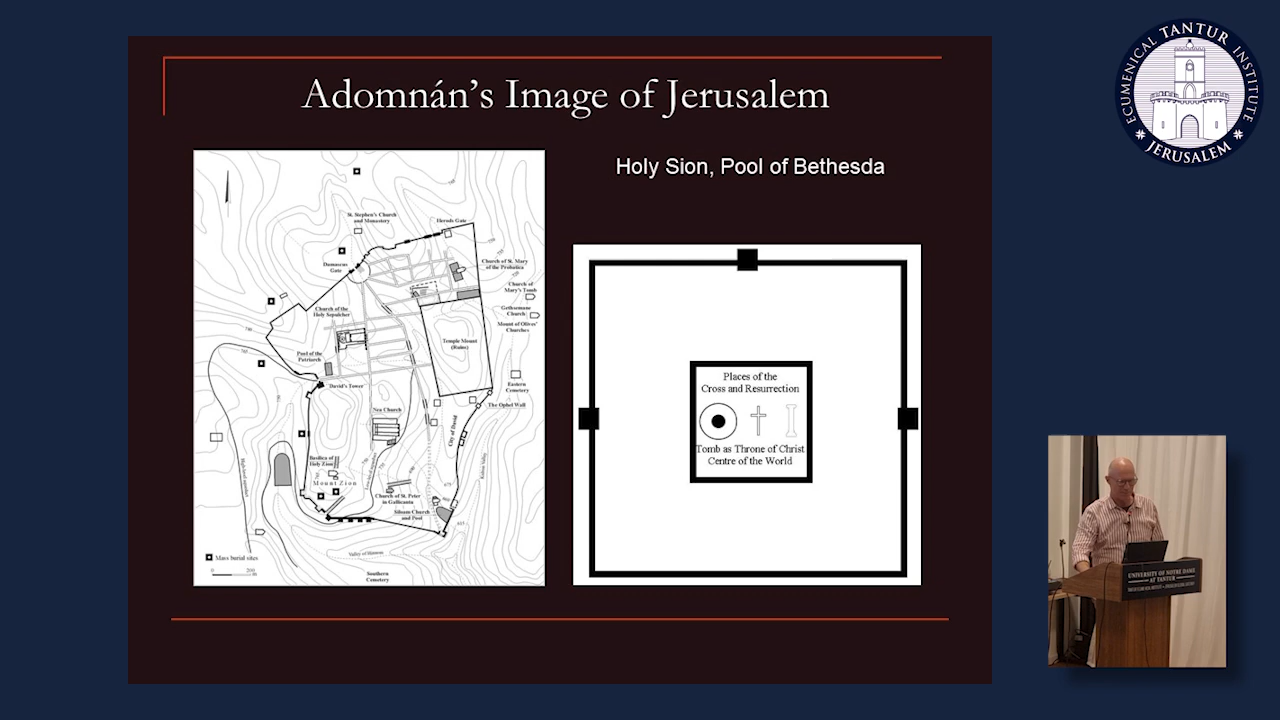 Adomnán's Image of Jerusalem
Holy Sion, Pool of Bethesda
St. Stephen's Church
and Monastery
Herods Gate
Damascus
Gate
Church of St. Mary
of the Probatica
Church of
Mary's Tomb
Gethsemane
Church
Mount of Olives'
Churches
Church of the
Holy Sepulcher
Temple Mount
(Ruins)
Pool of the
Patriarch
David's Tower
Eastern
Cemetery
The Ophel Wall
Nea Church
City of David
Basilica of
Holy Zion
Mount Zion
Church of St. Peter
in Gallicantu
Siloam Church
and Pool
Mass burial sites
0 200
m
Southern
Cemetery
Places of the
Cross and Resurrection
Tomb as Throne of Christ
Centre of the World
TANTUR
ECUMENICAL INSTITUTE
JERUSALEM
UNIVERSITY OF NOTRE DAME
AT TANTUR